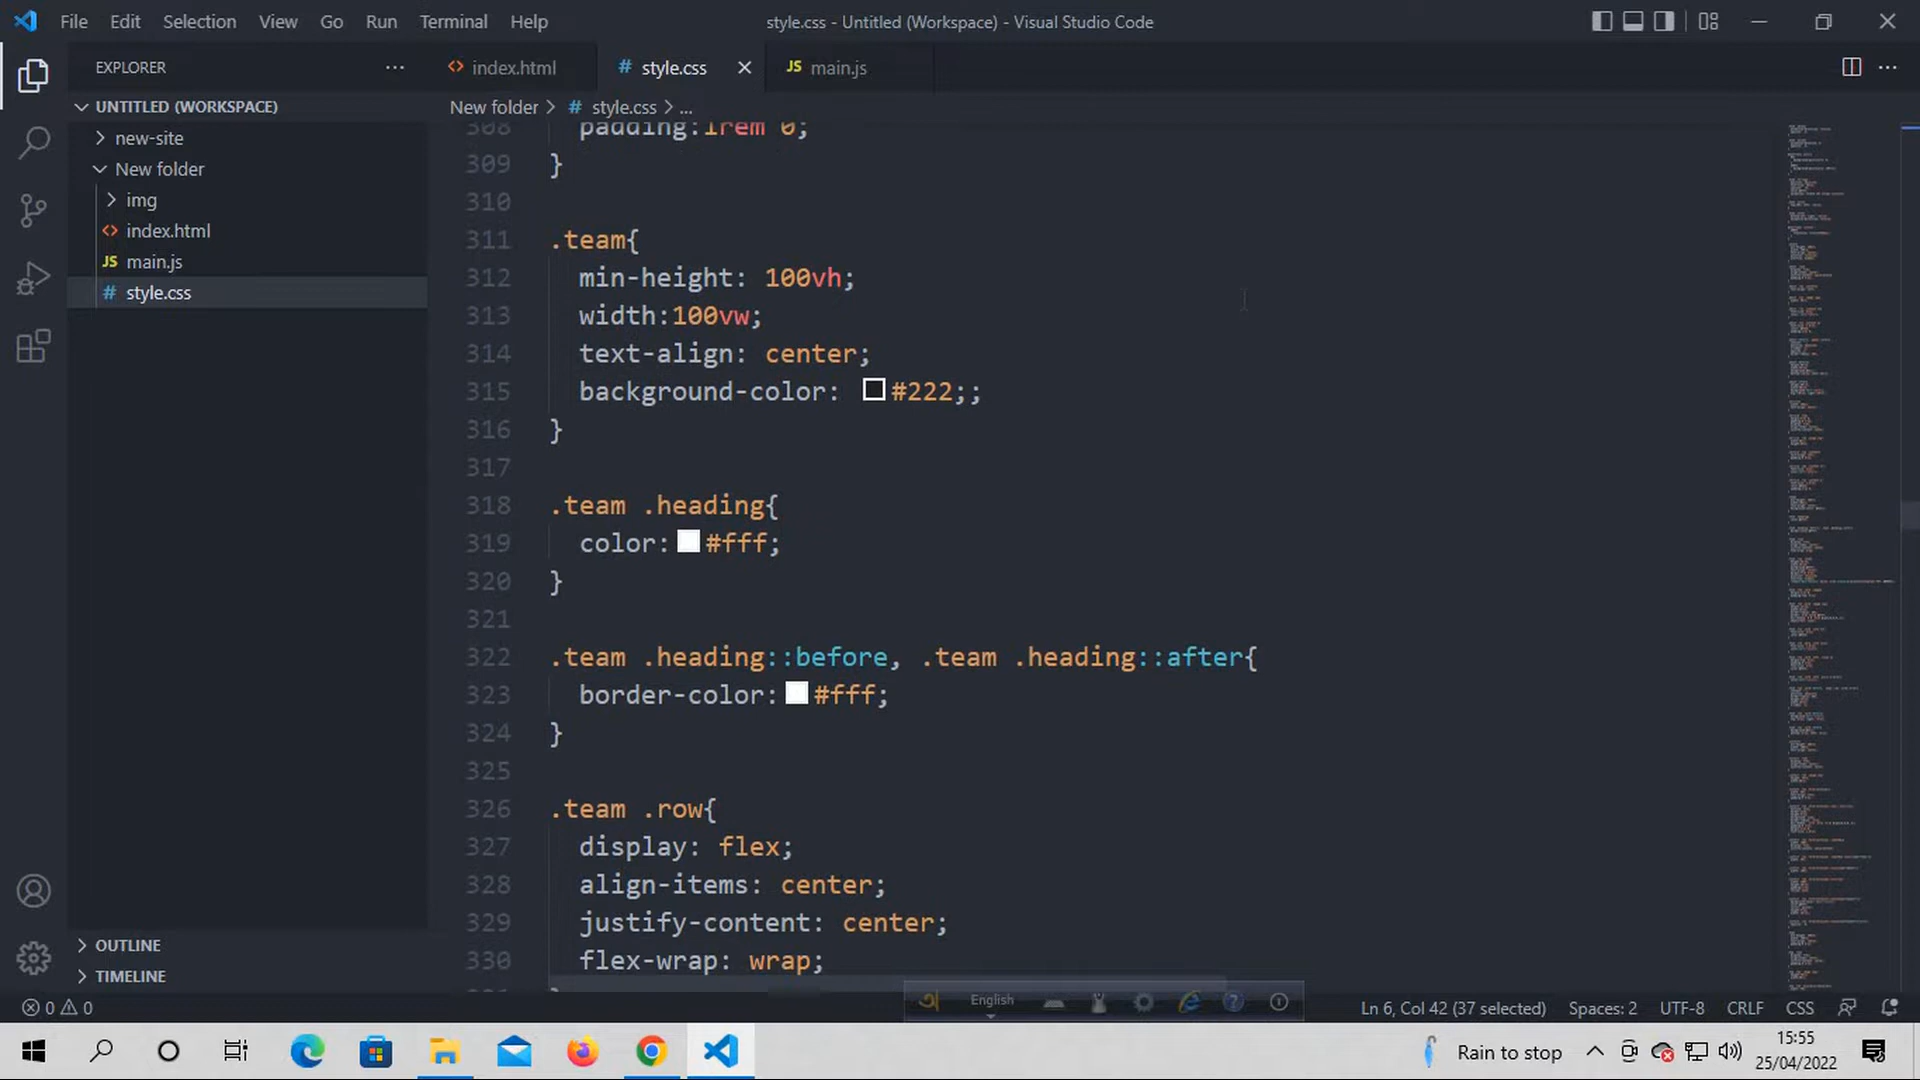 File Edit Selection View Go Run Terminal Help
style.css - Untitled (Workspace) - Visual Studio Code
EXPLORER
index.html
# style.css
JS main.js
UNTITLED (WORKSPACE)
New folder > # style.css > ...
new-site
New folder
img
index.html
JS main.js
# style.css
308 padding:1rem 0;
309 }
310
311 .team{
312 min-height: 100vh;
313 width:100vw;
314 text-align: center;
315 background-color: #222;;
316 }
317
318 .team .heading{
319 color:#fff;
320 }
321
322 .team .heading::before, .team .heading::after{
323 border-color:#fff;
324 }
325
326 .team .row{
327 display: flex;
328 align-items: center;
329 justify-content: center;
330 flex-wrap: wrap;
OUTLINE
TIMELINE
0 0
English
Ln 6, Col 42 (37 selected) Spaces: 2 UTF-8 CRLF CSS
Rain to stop
15:55
25/04/2022